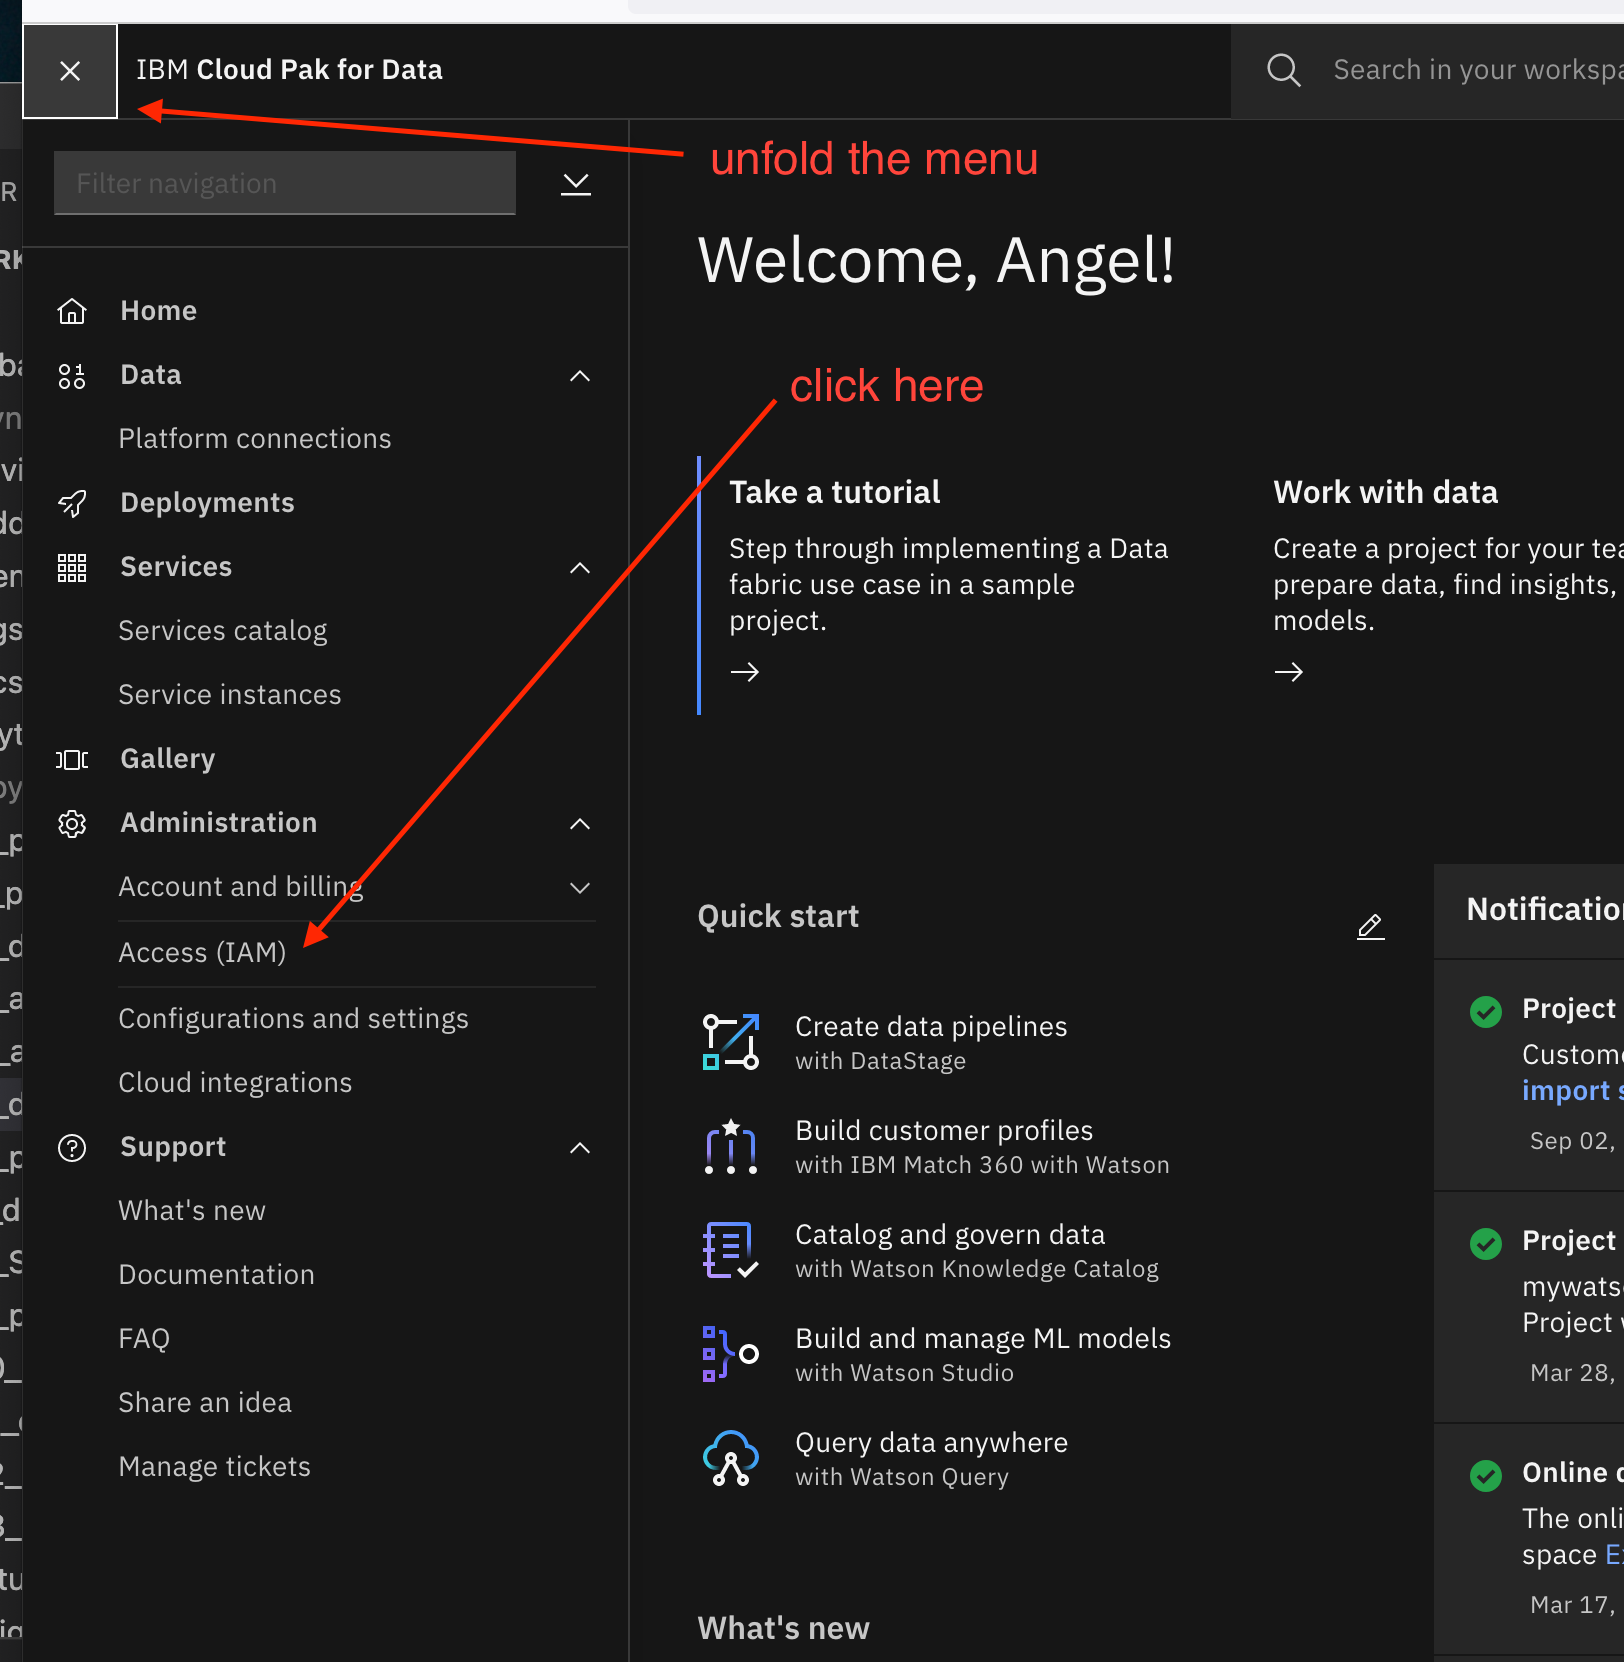 IBM Cloud Pak for Data
Search in your
unfold the menu
Filter navigation
Welcome, Angel!
Home
Data
Platform connections
Deployments
Services
Services catalog
Service instances
Gallery
Administration
Account and billing
Access (IAM)
Configurations and settings
Cloud integrations
Support
What's new
Documentation
FAQ
Share an idea
Manage tickets
click here
Take a tutorial
Step through implementing a Data
fabric use case in a sample
project.
Work with data
Create a project for your
prepare data, find insights,
models.
Quick start
Create data pipelines
with DataStage
Build customer profiles
with IBM Match 360 with Watson
Catalog and govern data
with Watson Knowledge Catalog
Build and manage ML models
with Watson Studio
Query data anywhere
with Watson Query
What's new
Project
import
Sep 02,
Project
Project
Mar 28,
Online
The
space
Mar 17,